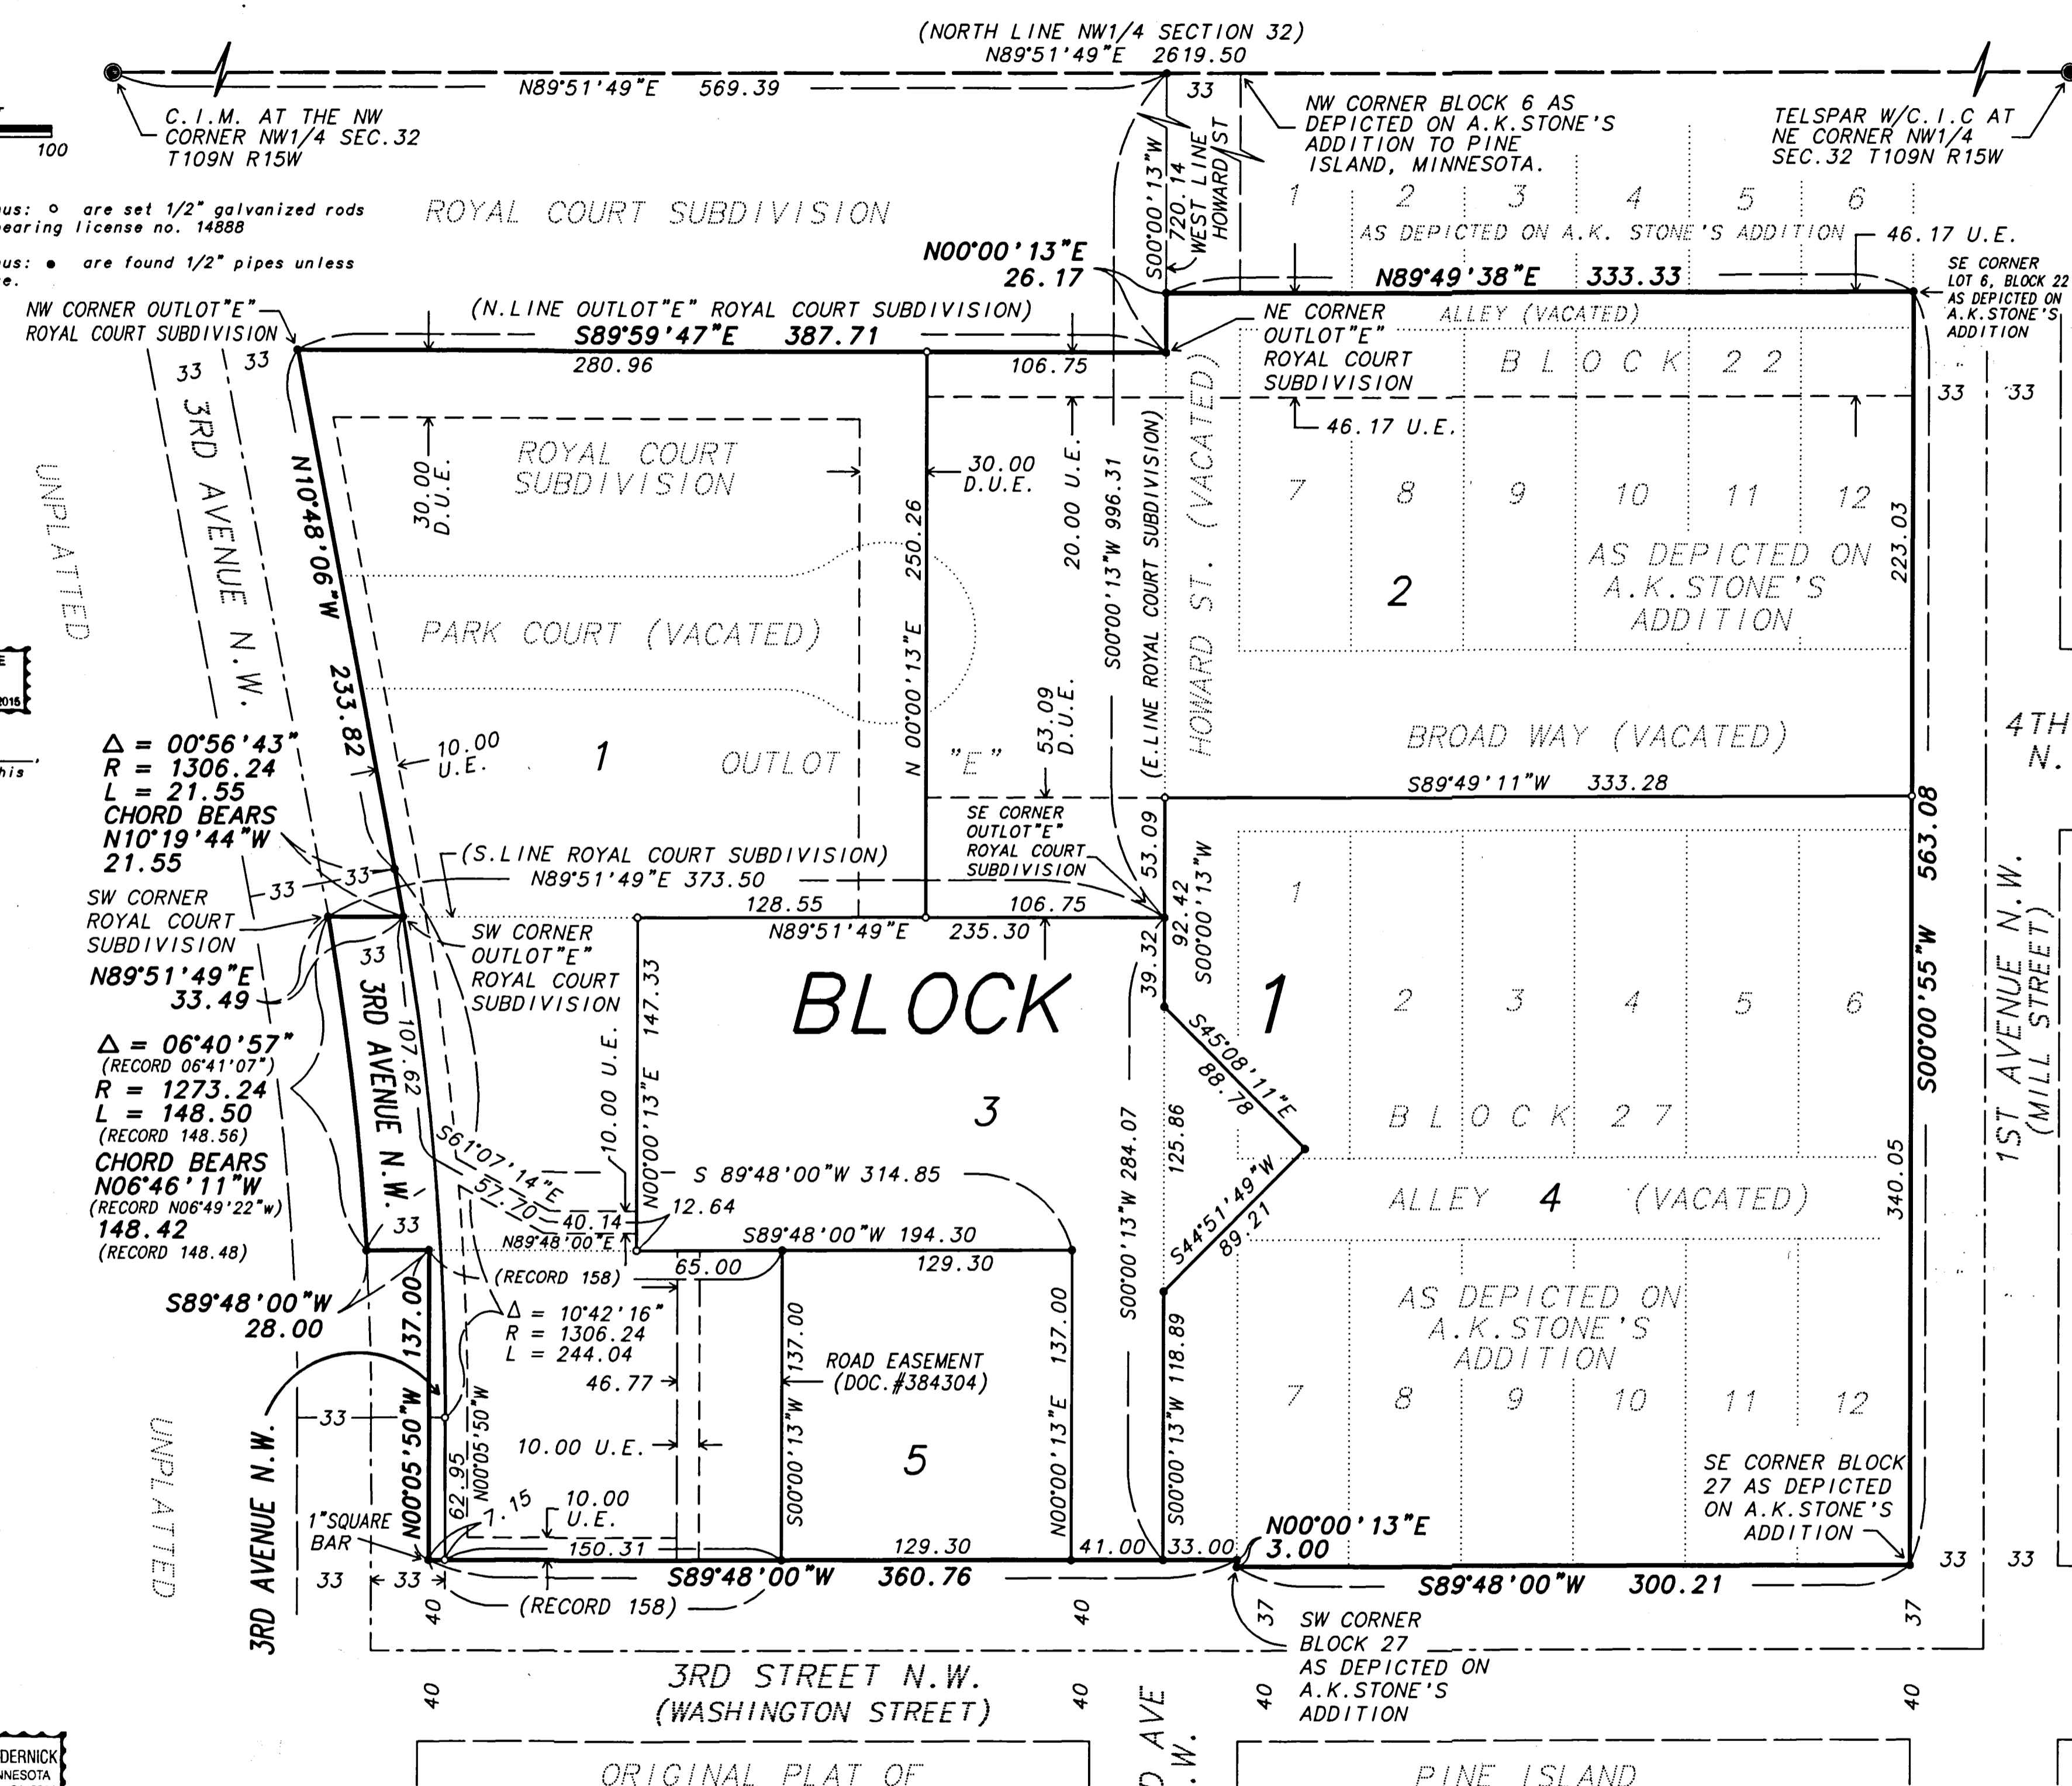 (NORTH LINE NW1/4 SECTION 32)
N89°51'49"E 2619.50
N89°51'49"E 569.39
33
C.I.M. AT THE NW
CORNER NW1/4 SEC.32
T109N R15W
100
NW CORNER BLOCK 6 AS
DEPICTED ON A.K.STONE'S
ADDITION TO PINE
ISLAND, MINNESOTA.
TELSPAR W/C.I.C AT
NE CORNER NW1/4
SEC.32 T109N R15W
S00°00'13"W
720.14
WEST LINE
HOWARD ST
us: o are set 1/2" galvanized rods
earing license no. 14888
us: ● are found 1/2" pipes unless
e.
ROYAL COURT SUBDIVISION
1 2 3 4 5 6
AS DEPICTED ON A.K. STONE'S ADDITION
46.17 U.E.
N00°00'13"E
26.17
N89°49'38"E 333.33
SE CORNER
LOT 6, BLOCK 22
AS DEPICTED ON
A.K.STONE'S
ADDITION
NW CORNER OUTLOT"E"
ROYAL COURT SUBDIVISION
(N.LINE OUTLOT"E" ROYAL COURT SUBDIVISION)
S89°59'47"E 387.71
280.96
106.75
NE CORNER
OUTLOT"E"
ROYAL COURT
SUBDIVISION
ALLEY (VACATED)
BLOCK 22
33 33
33 33
46.17 U.E.
3RD AVENUE N.W.
UNPLATTED
N10°48'06"W 233.82
30.00
D.U.E.
ROYAL COURT
SUBDIVISION
30.00
D.U.E.
20.00 U.E.
S00°00'13"W 996.31
(E.LINE ROYAL COURT SUBDIVISION)
HOWARD ST. (VACATED)
7 8 9 10 11 12
223.03
N 00°00'13"E 250.26
AS DEPICTED ON
A.K.STONE'S
ADDITION
2
PARK COURT (VACATED)
53.09
D.U.E.
BROAD WAY (VACATED)
4TH
N.
2015
his
Δ = 00°56'43"
R = 1306.24
L = 21.55
CHORD BEARS
N10°19'44"W
21.55
10.00
U.E.
1
OUTLOT "E"
S89°49'11"W 333.28
SE CORNER
OUTLOT"E"
ROYAL COURT
SUBDIVISION
53.09
92.42
S00°00'13"W
563.08
S00°00'55"W
(S.LINE ROYAL COURT SUBDIVISION)
N89°51'49"E 373.50
33 33
SW CORNER
ROYAL COURT
SUBDIVISION
128.55
106.75
N89°51'49"E 235.30
SW CORNER
OUTLOT"E"
ROYAL COURT
SUBDIVISION
N89°51'49"E
33.49
33
3RD AVENUE N.W.
107.62
147.33
N00°00'13"E
10.00 U.E.
BLOCK 1
39.32
1 2 3 4 5 6
1ST AVENUE N.W.
(MILL STREET)
Δ = 06°40'57"
(RECORD 06°41'07")
R = 1273.24
L = 148.50
(RECORD 148.56)
CHORD BEARS
N06°46'11"W
(RECORD N06°49'22"w)
148.42
(RECORD 148.48)
3
S45°08'11"E
88.78
S00°00'13"W 284.07
125.86
BLOCK 27
S61°07'14"E
57.70
S 89°48'00"W 314.85
S44°51'49"W
89.21
ALLEY 4 (VACATED)
340.05
33
40.14
N89°48'00"E
12.64
S89°48'00"W 194.30
65.00
129.30
(RECORD 158)
S89°48'00"W
28.00
Δ = 10°42'16"
R = 1306.24
L = 244.04
46.77
137.00
S00°00'13"W
ROAD EASEMENT
(DOC.#384304)
137.00
N00°00'13"E
S00°00'13"W 118.89
AS DEPICTED ON
A.K.STONE'S
ADDITION
7 8 9 10 11 12
33
N00°05'50"W 137.00
62.95
N00°05'50"W
10.00 U.E.
5
SE CORNER BLOCK
27 AS DEPICTED
ON A.K.STONE'S
ADDITION
UNPLATTED
3RD AVENUE N.W.
1"SQUARE
BAR
7.15
10.00
U.E.
150.31
129.30
41.00
33.00
N00°00'13"E
3.00
33 33
S89°48'00"W 360.76
S89°48'00"W 300.21
33 33
(RECORD 158)
40 40 37 37
SW CORNER
BLOCK 27
AS DEPICTED ON
A.K.STONE'S
ADDITION
3RD STREET N.W.
(WASHINGTON STREET)
40 40 40 40
AVE
.W.
DERNICK
NNESOTA
ORIGINAL PLAT OF
PINE ISLAND